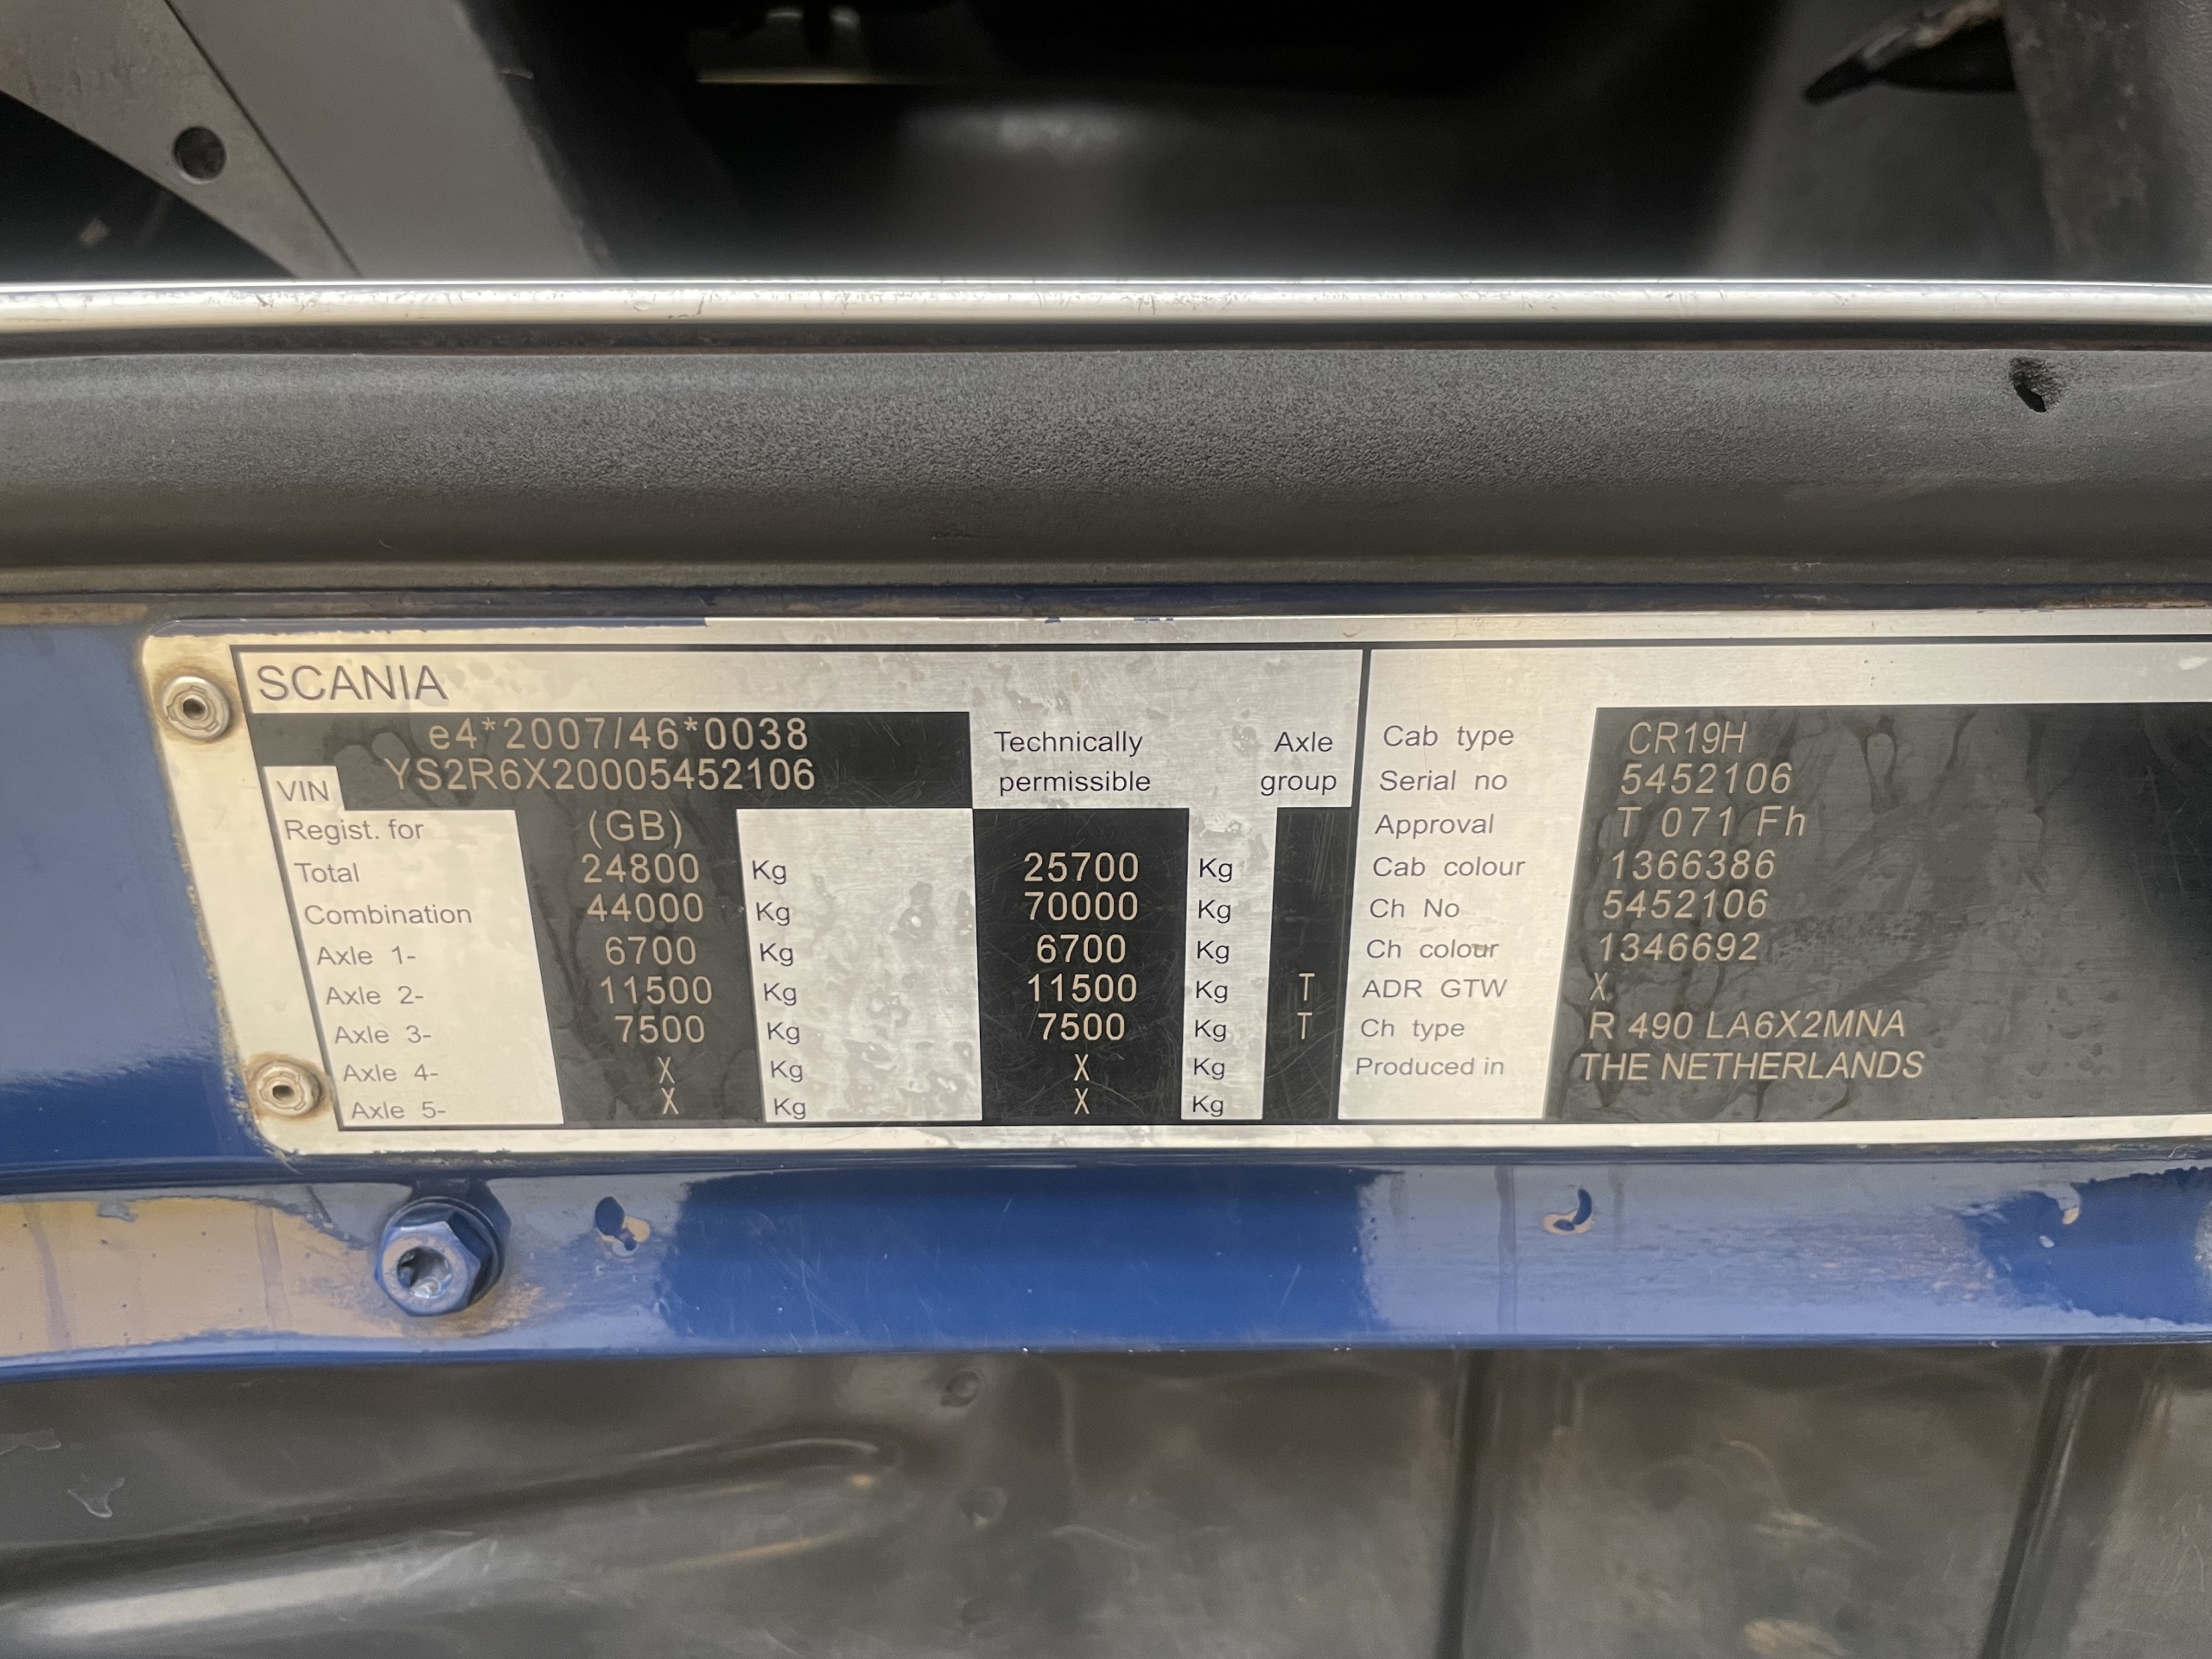 SCANIA
e4*2007/46*0038
VIN YS2R6X20005452106
Technically permissible
Axle group
Regist. for (GB)
Total 24800 Kg 25700 Kg
Combination 44000 Kg 70000 Kg
Axle 1- 6700 Kg 6700 Kg
Axle 2- 11500 Kg 11500 Kg T
Axle 3- 7500 Kg 7500 Kg T
Axle 4- X Kg X Kg
Axle 5- X Kg X Kg
Cab type CR19H
Serial no 5452106
Approval T 071 Fh
Cab colour 1366386
Ch No 5452106
Ch colour 1346692
ADR GTW X
Ch type R 490 LA6X2MNA
Produced in THE NETHERLANDS